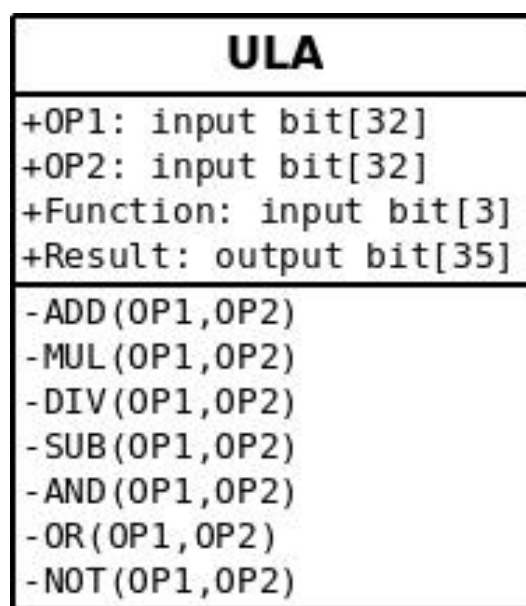 ULA
+OP1: input bit[32]
+OP2: input bit[32]
+Function: input bit[3]
+Result: output bit[35]
-ADD(OP1,OP2)
-MUL(OP1,OP2)
-DIV(OP1,OP2)
-SUB(OP1,OP2)
-AND(OP1,OP2)
-OR(OP1,OP2)
-NOT(OP1,OP2)